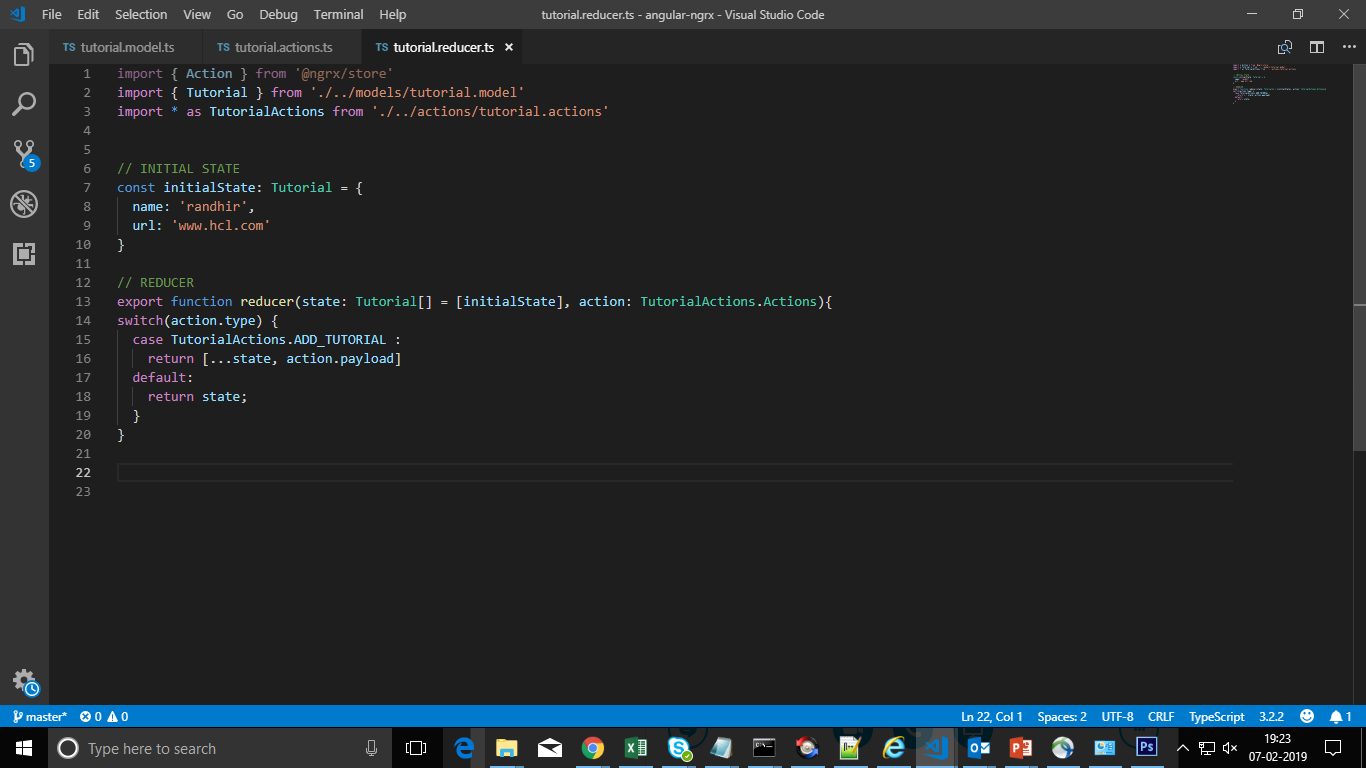 File Edit Selection View Go Debug Terminal Help
tutorial.reducer.ts - angular-ngrx - Visual Studio Code
TS tutorial.model.ts
TS tutorial.actions.ts
TS tutorial.reducer.ts
1 import { Action } from '@ngrx/store'
2 import { Tutorial } from './../models/tutorial.model'
3 import * as TutorialActions from './../actions/tutorial.actions'
4
5
6 // INITIAL STATE
7 const initialState: Tutorial = {
8 name: 'randhir',
9 url: 'www.hcl.com'
10 }
11
12 // REDUCER
13 export function reducer(state: Tutorial[] = [initialState], action: TutorialActions.Actions){
14 switch(action.type) {
15 case TutorialActions.ADD_TUTORIAL :
16 return [...state, action.payload]
17 default:
18 return state;
19 }
20 }
21
22
23
5
master* 0 0
Ln 22, Col 1 Spaces: 2 UTF-8 CRLF TypeScript 3.2.2 1
Type here to search
Ps
19:23
07-02-2019